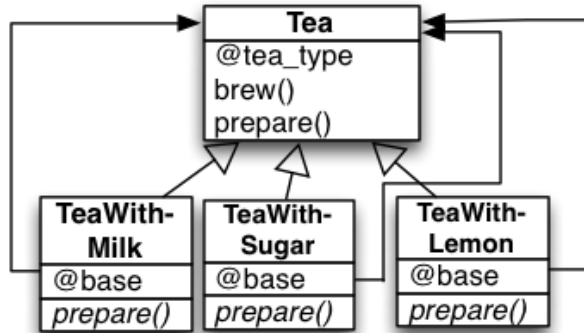 Tea
@tea_type
brew()
prepare()
TeaWith-
Milk
@base
prepare()
TeaWith-
Sugar
@base
prepare()
TeaWith-
Lemon
@base
prepare()